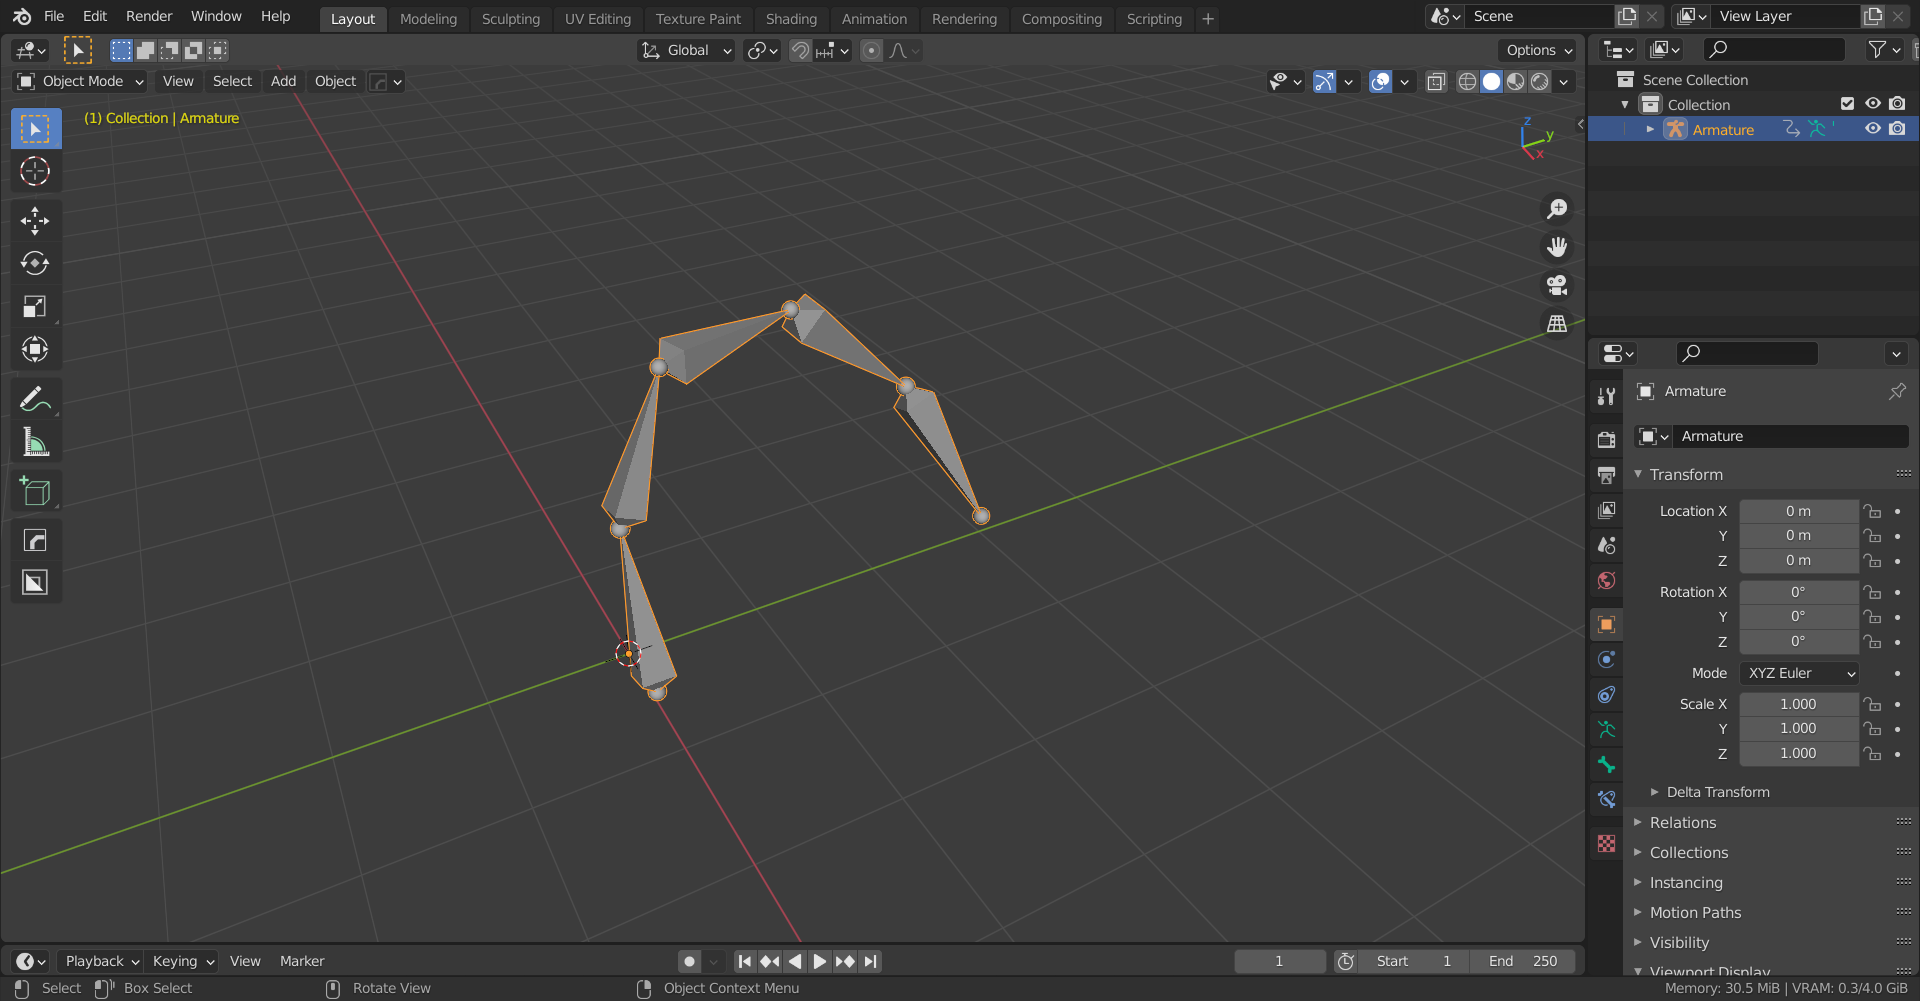 File Edit Render Window Help Layout Modeling Sculpting UV Editing Texture Paint Shading Animation Rendering Compositing Scripting + Scene View Layer
Global Options
Object Mode View Select Add Object
(1) Collection | Armature
Z
Y
X
Scene Collection
Collection
Armature
Armature
Armature
Transform
Location X 0 m
Y 0 m
Z 0 m
Rotation X 0°
Y 0°
Z 0°
Mode XYZ Euler
Scale X 1.000
Y 1.000
Z 1.000
Delta Transform
Relations
Collections
Instancing
Motion Paths
Visibility
Viewport Display
Playback Keying View Marker 1 Start 1 End 250
Select Box Select Rotate View Object Context Menu Memory: 30.5 MiB | VRAM: 0.3/4.0 GiB